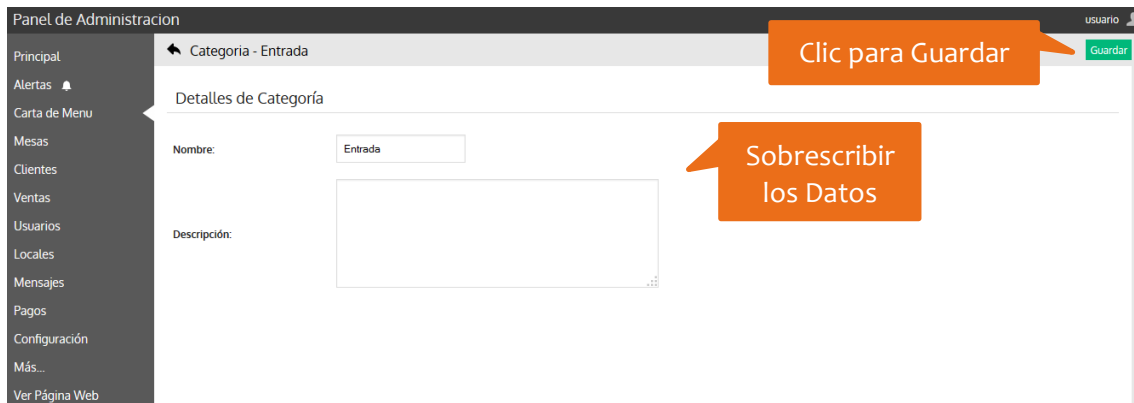 Panel de Administracion
usuario
Principal
Alertas
Carta de Menu
Mesas
Clientes
Ventas
Usuarios
Locales
Mensajes
Pagos
Configuración
Más...
Ver Página Web
Categoria - Entrada
Guardar
Clic para Guardar
Detalles de Categoría
Nombre:
Entrada
Sobrescribir
los Datos
Descripción: